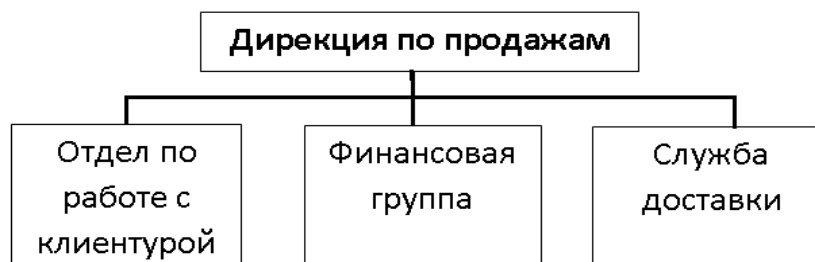 Дирекция по продажам
Отдел по
работе с
клиентурой
Финансовая
группа
Служба
доставки